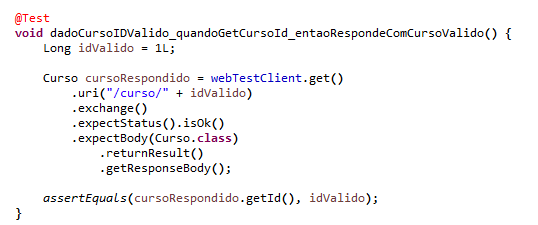 @Test
void dadoCursoIDValido_quandoGetCursoId_entaoRespondeComCursoValido() {
    Long idValido = 1L;

    Curso cursoRespondido = webTestClient.get()
        .uri("/curso/" + idValido)
        .exchange()
        .expectStatus().isOk()
        .expectBody(Curso.class)
            .returnResult()
            .getResponseBody();

    assertEquals(cursoRespondido.getId(), idValido);
}